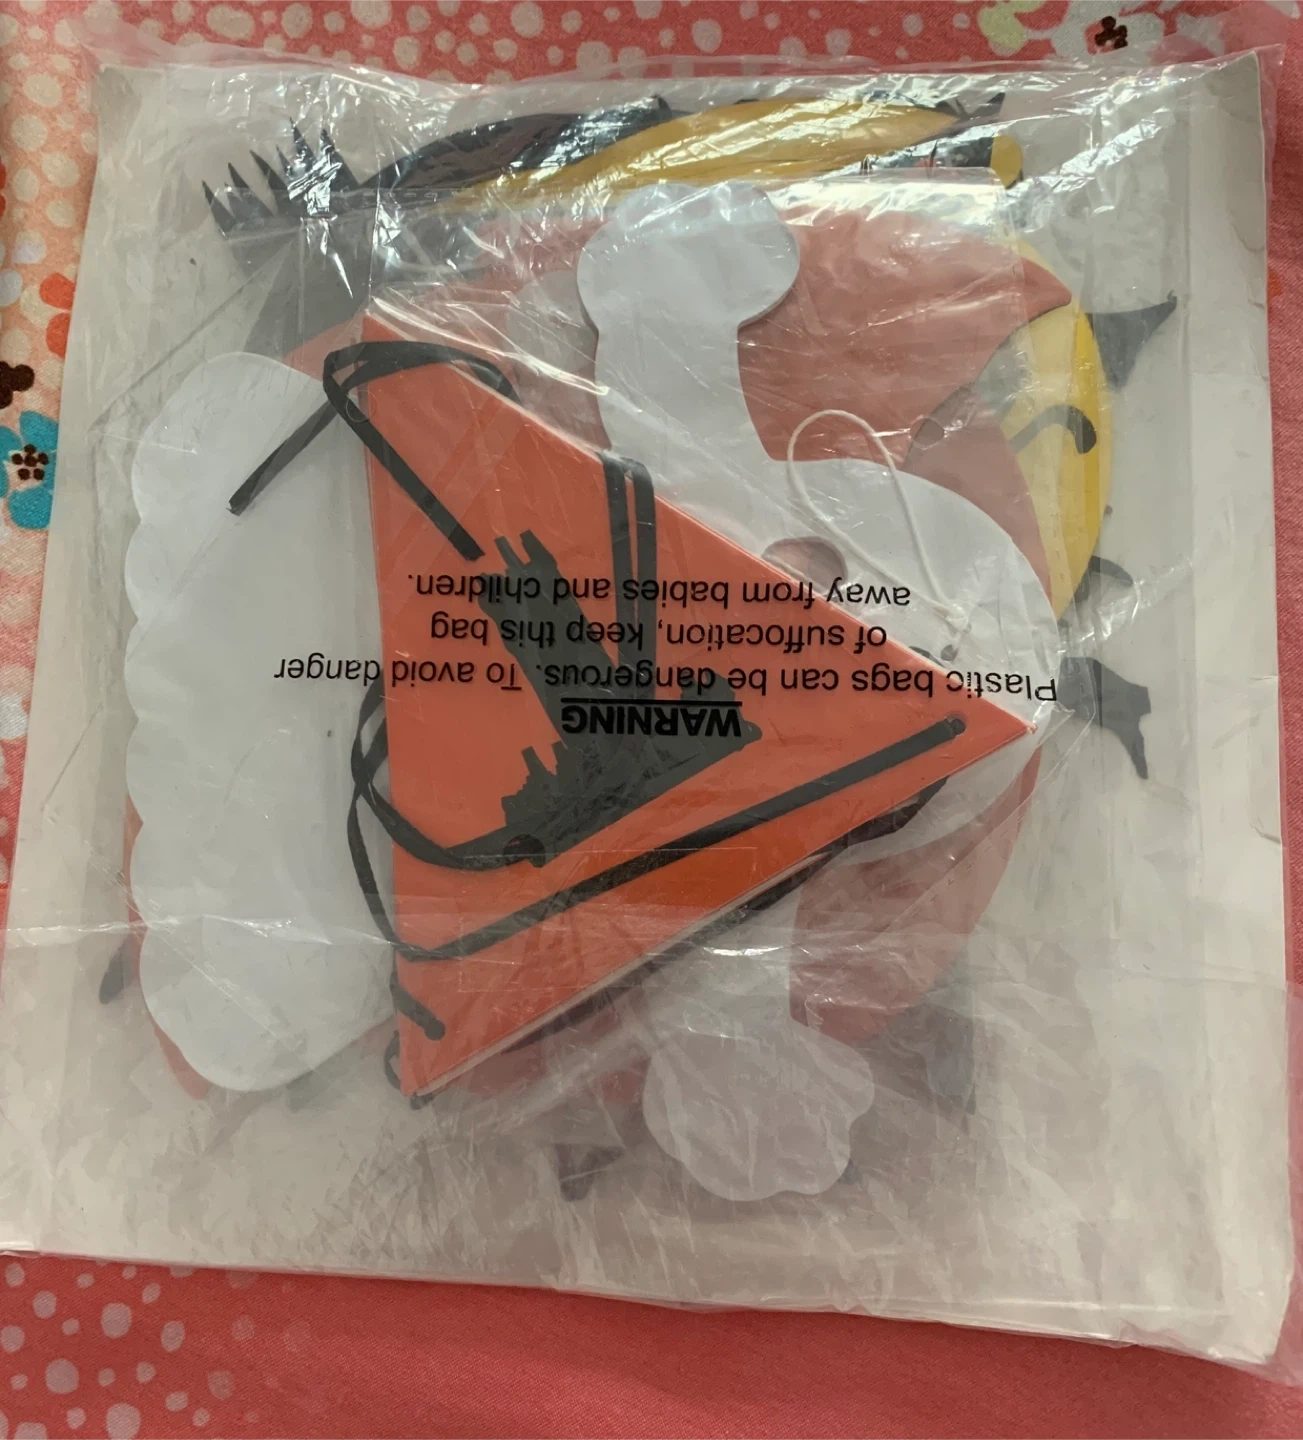 WARNING
Plastic bags can be dangerous. To avoid danger
of suffocation, keep this bag
away from babies and children.